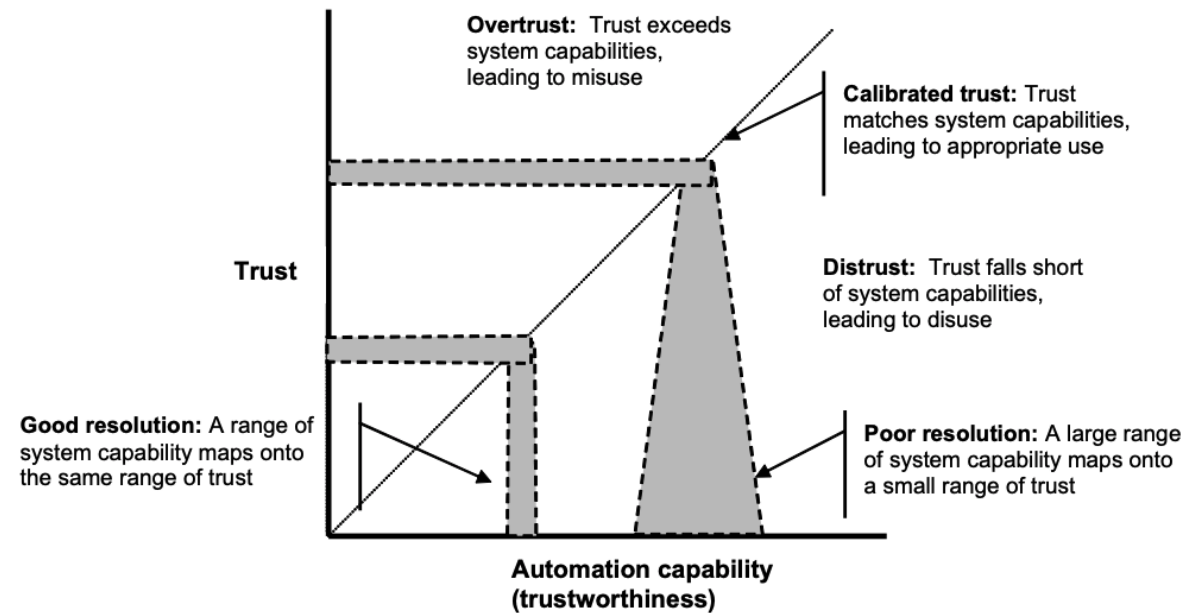 Overtrust: Trust exceeds
system capabilities,
leading to misuse
Calibrated trust: Trust
matches system capabilities,
leading to appropriate use
Trust
Distrust: Trust falls short
of system capabilities,
leading to disuse
Good resolution: A range of
system capability maps onto
the same range of trust
Poor resolution: A large range
of system capability maps onto
a small range of trust
Automation capability
(trustworthiness)